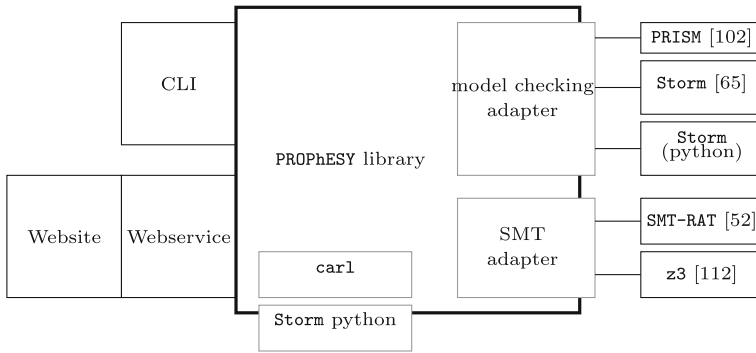 PRISM [102]
CLI
model checking
adapter
Storm [65]
Storm
(python)
PROPhESY library
Website
Webservice
SMT
adapter
SMT-RAT [52]
carl
z3 [112]
Storm python